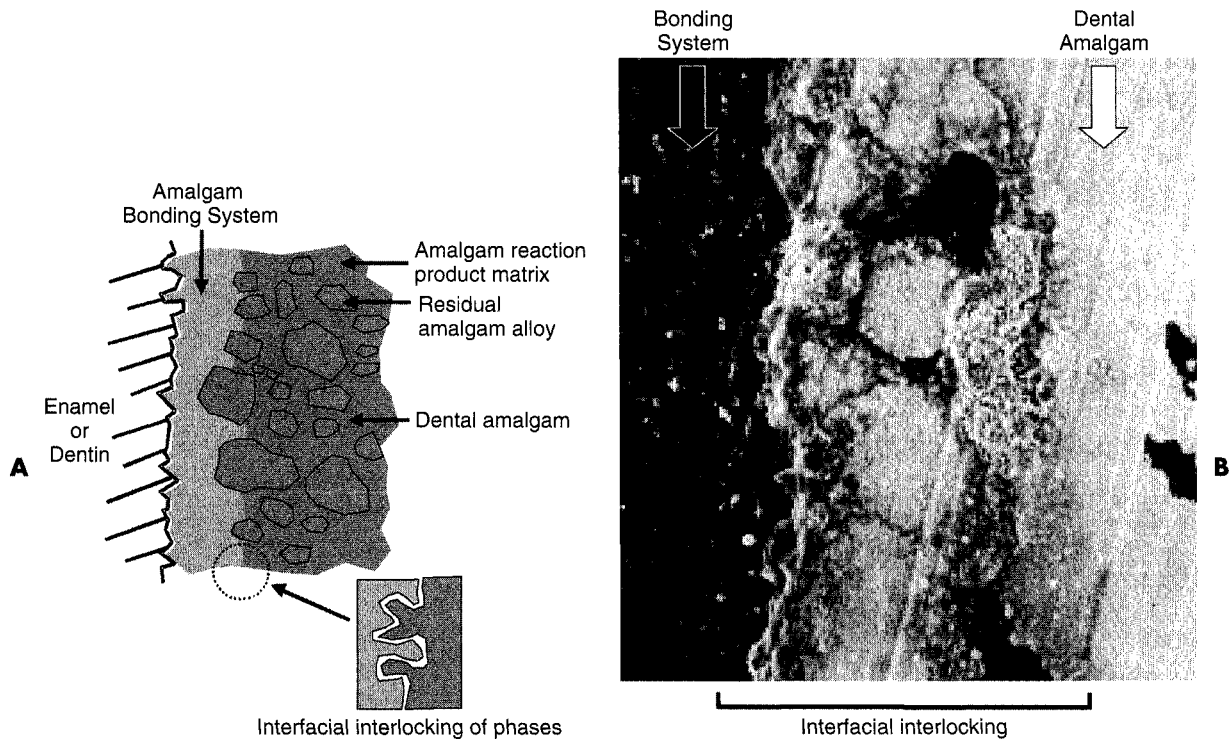 Amalgam
Bonding System
Amalgam reaction
product matrix
Residual
amalgam alloy
Enamel
or
Dentin
Dental amalgam
A
Interfacial interlocking of phases
Bonding
System
Dental
Amalgam
B
Interfacial interlocking